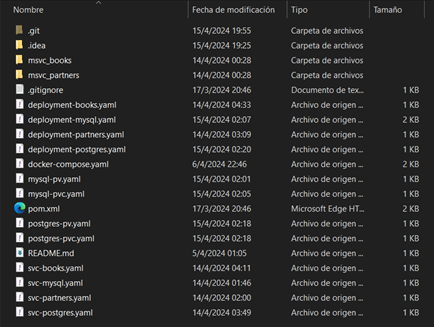 Nombre Fecha de modificación Tipo Tamaño
.git 15/4/2024 19:55 Carpeta de archivos
.idea 15/4/2024 19:25 Carpeta de archivos
msvc_books 14/4/2024 00:28 Carpeta de archivos
msvc_partners 14/4/2024 00:28 Carpeta de archivos
.gitignore 17/3/2024 20:46 Documento de tex... 1 KB
deployment-books.yaml 14/4/2024 04:33 Archivo de origen ... 1 KB
deployment-mysql.yaml 15/4/2024 02:07 Archivo de origen ... 2 KB
deployment-partners.yaml 14/4/2024 03:09 Archivo de origen ... 1 KB
deployment-postgres.yaml 15/4/2024 02:20 Archivo de origen ... 1 KB
docker-compose.yaml 6/4/2024 22:46 Archivo de origen ... 2 KB
mysql-pv.yaml 15/4/2024 02:01 Archivo de origen ... 1 KB
mysql-pvc.yaml 15/4/2024 02:05 Archivo de origen ... 1 KB
pom.xml 17/3/2024 20:46 Microsoft Edge HT... 2 KB
postgres-pv.yaml 15/4/2024 02:18 Archivo de origen ... 1 KB
postgres-pvc.yaml 15/4/2024 02:18 Archivo de origen ... 1 KB
README.md 5/4/2024 01:05 Archivo de origen ... 1 KB
svc-books.yaml 14/4/2024 04:11 Archivo de origen ... 1 KB
svc-mysql.yaml 14/4/2024 01:46 Archivo de origen ... 1 KB
svc-partners.yaml 14/4/2024 02:00 Archivo de origen ... 1 KB
svc-postgres.yaml 14/4/2024 03:49 Archivo de origen ... 1 KB